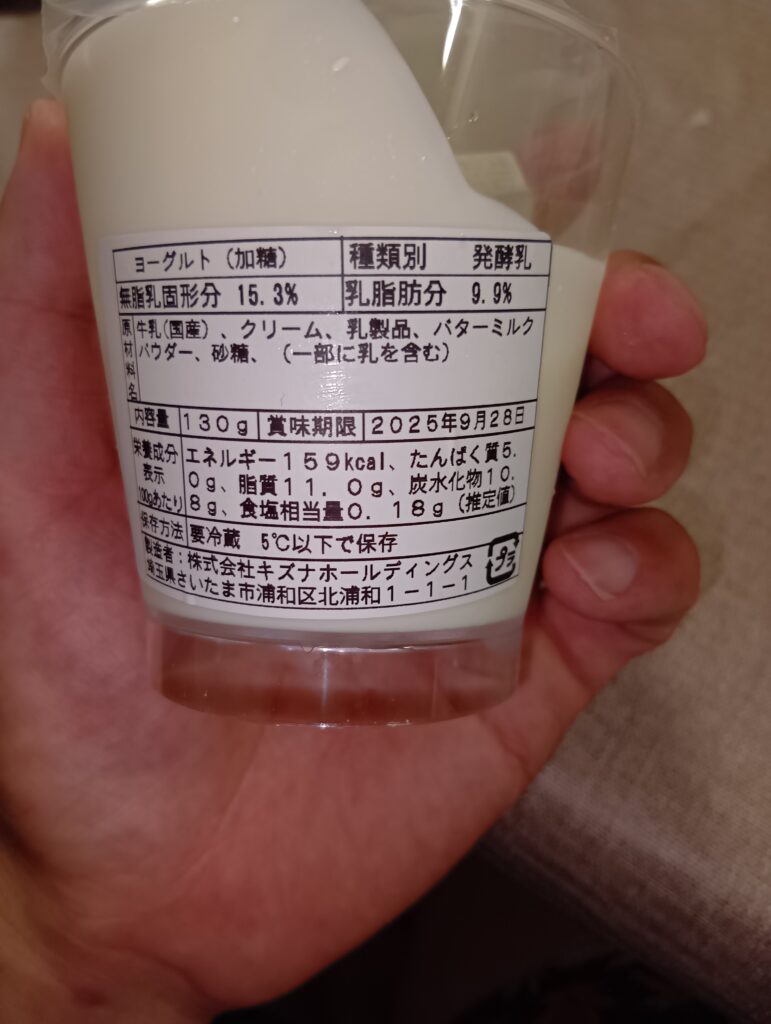 ヨーグルト（加糖） 種類別 発酵乳
無脂乳固形分 15.3% 乳脂肪分 9.9%
原材料名 牛乳(国産)、クリーム、乳製品、バターミルク
パウダー、砂糖、（一部に乳を含む）
内容量 130g 賞味期限 2025年9月28日
栄養成分 エネルギー159kcal、たんぱく質5.
表示 0g、脂質11.0g、炭水化物10.
100gあたり 8g、食塩相当量0.18g（推定値）
保存方法 要冷蔵 5℃以下で保存
製造者：株式会社キズナホールディングス
埼玉県さいたま市浦和区北浦和1-1-1
プラ